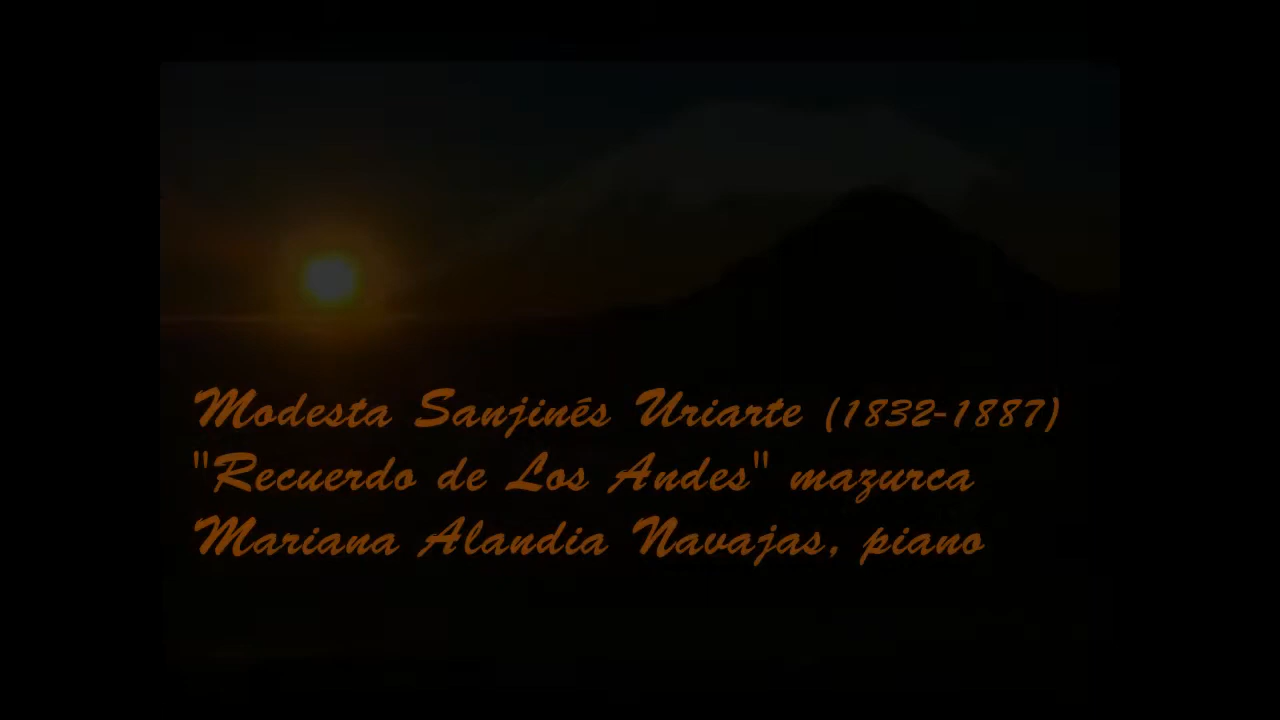 Modesta Sanjinés Uriarte (1832-1887)
"Recuerdo de Los Andes" mazurca
Mariana Alandia Navajas, piano